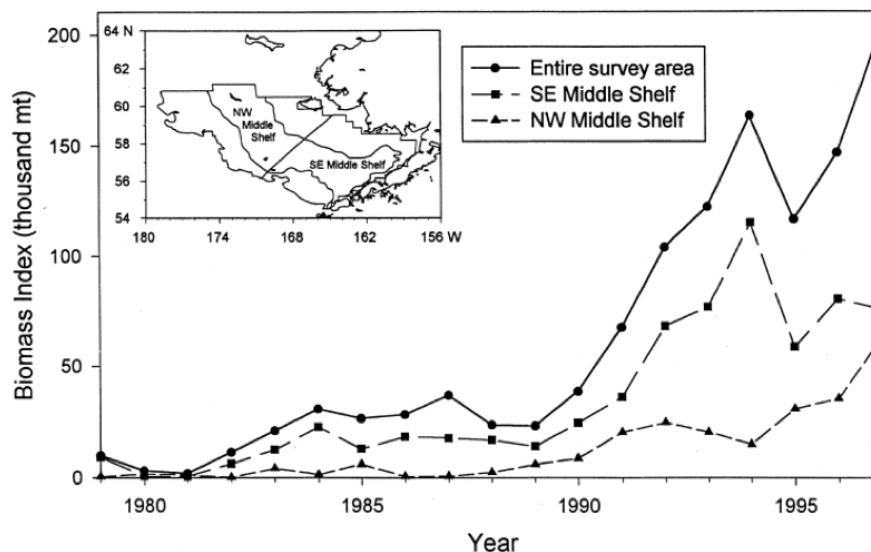 200
150
100
50
0
Biomass Index (thousand mt)
64 N
62
60
58
56
54
180
174
168
162
156 W
NW
Middle
Shelf
SE Middle Shelf
Entire survey area
SE Middle Shelf
NW Middle Shelf
1980
1985
1990
1995
Year